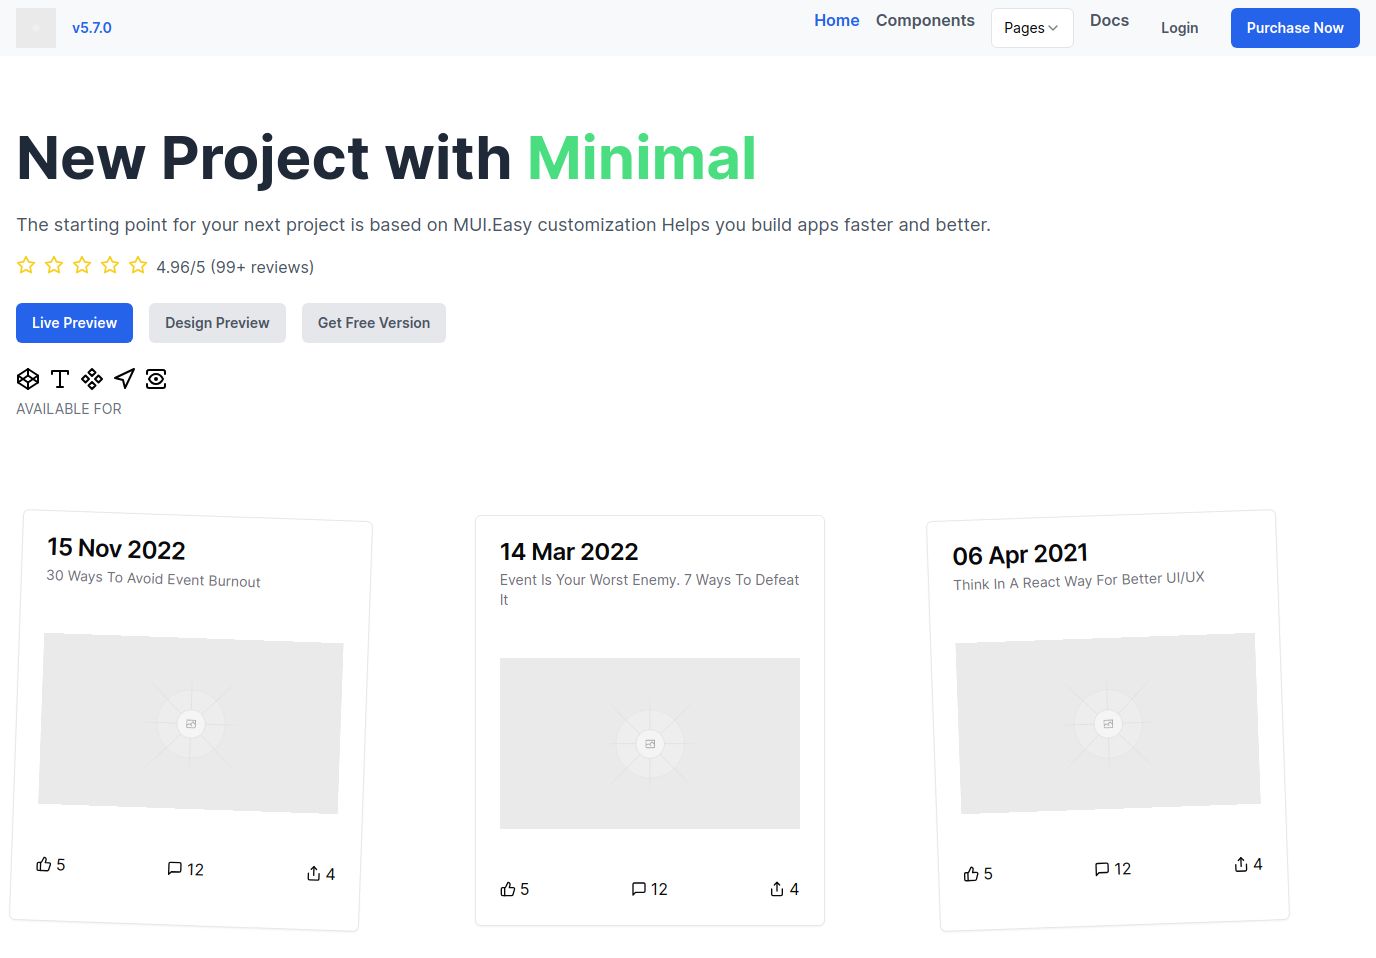 v5.7.0
Home Components Pages Docs Login Purchase Now
New Project with Minimal
The starting point for your next project is based on MUI.Easy customization Helps you build apps faster and better.
4.96/5 (99+ reviews)
Live Preview Design Preview Get Free Version
AVAILABLE FOR
15 Nov 2022
30 Ways To Avoid Event Burnout
5 12 4
14 Mar 2022
Event Is Your Worst Enemy. 7 Ways To Defeat
It
5 12 4
06 Apr 2021
Think In A React Way For Better UI/UX
5 12 4